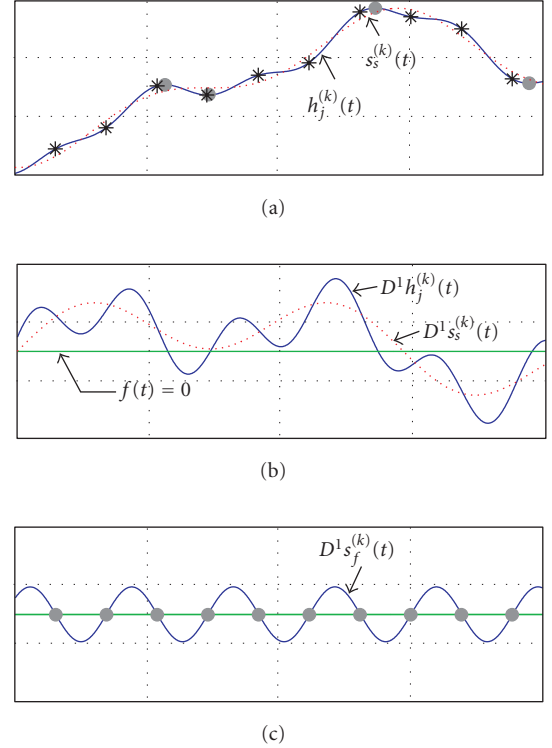 s_s^{(k)}(t)
h_j^{(k)}(t)
(a)
D^1 h_j^{(k)}(t)
D^1 s_s^{(k)}(t)
f(t) = 0
(b)
D^1 s_f^{(k)}(t)
(c)